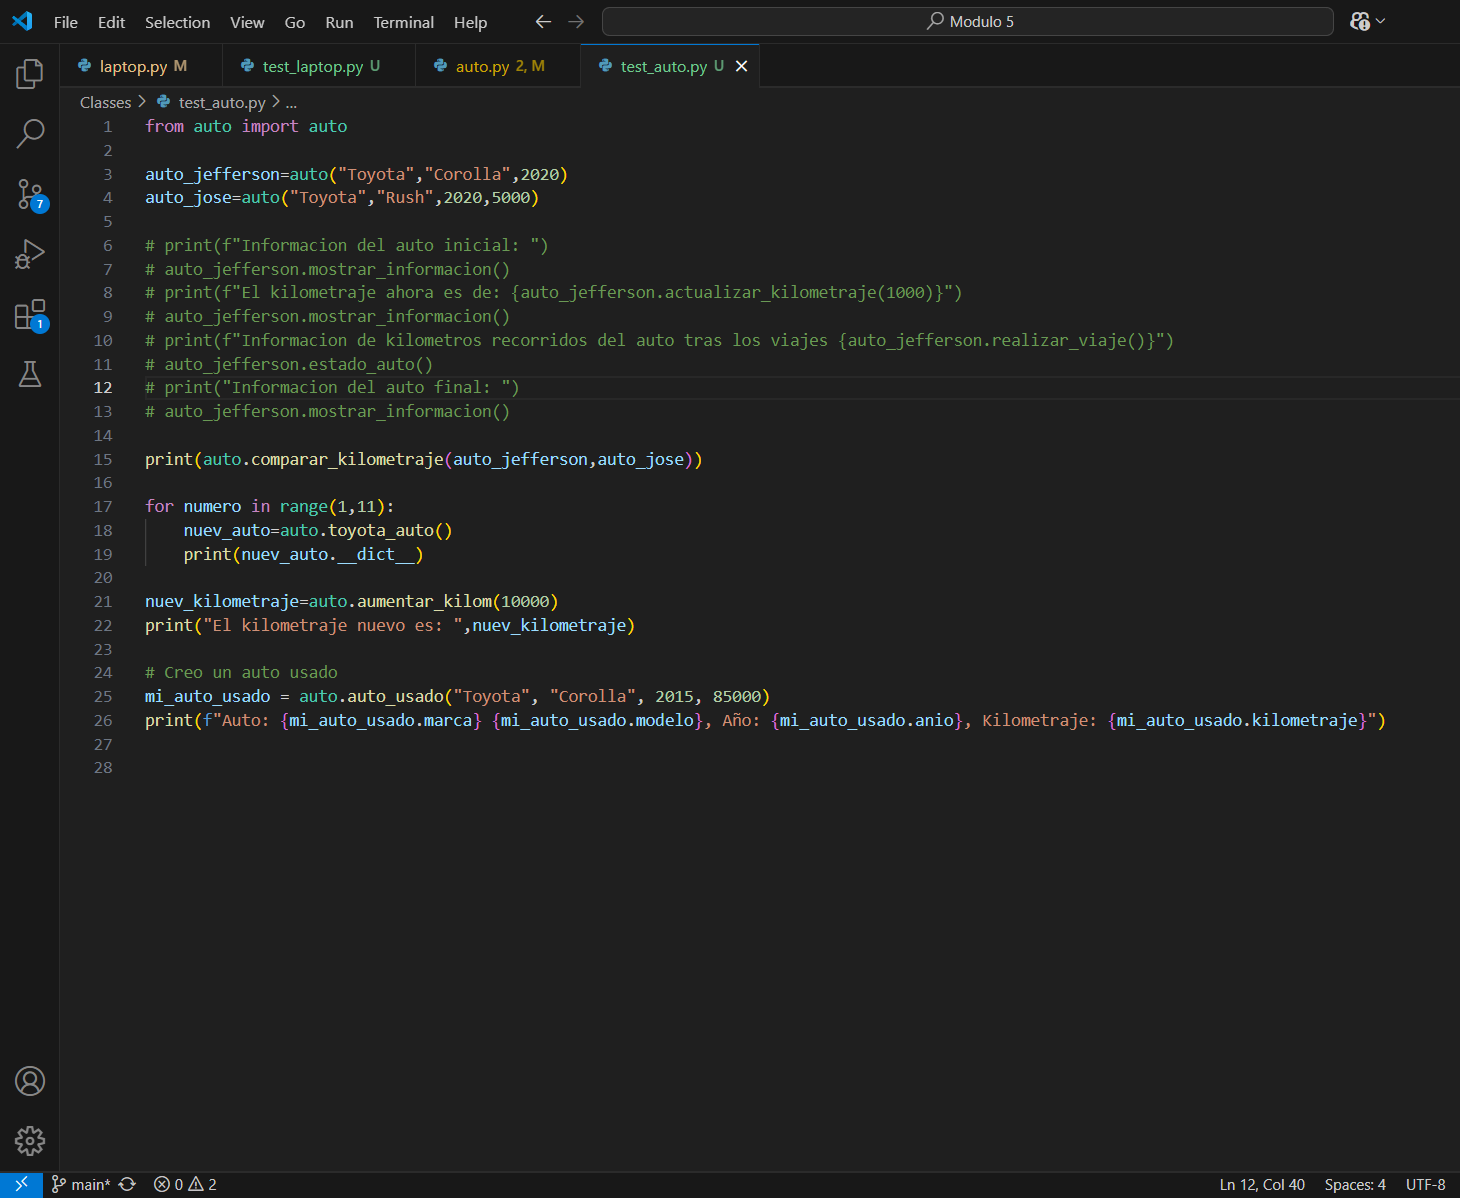 File Edit Selection View Go Run Terminal Help Modulo 5
laptop.py M test_laptop.py U auto.py 2, M test_auto.py U
Classes > test_auto.py > ...
1 from auto import auto
2
3 auto_jefferson=auto("Toyota","Corolla",2020)
4 auto_jose=auto("Toyota","Rush",2020,5000)
5
6 # print(f"Informacion del auto inicial: ")
7 # auto_jefferson.mostrar_informacion()
8 # print(f"El kilometraje ahora es de: {auto_jefferson.actualizar_kilometraje(1000)}")
9 # auto_jefferson.mostrar_informacion()
10 # print(f"Informacion de kilometros recorridos del auto tras los viajes {auto_jefferson.realizar_viaje()}")
11 # auto_jefferson.estado_auto()
12 # print("Informacion del auto final: ")
13 # auto_jefferson.mostrar_informacion()
14
15 print(auto.comparar_kilometraje(auto_jefferson,auto_jose))
16
17 for numero in range(1,11):
18     nuev_auto=auto.toyota_auto()
19     print(nuev_auto.__dict__)
20
21 nuev_kilometraje=auto.aumentar_kilom(10000)
22 print("El kilometraje nuevo es: ",nuev_kilometraje)
23
24 # Creo un auto usado
25 mi_auto_usado = auto.auto_usado("Toyota", "Corolla", 2015, 85000)
26 print(f"Auto: {mi_auto_usado.marca} {mi_auto_usado.modelo}, Año: {mi_auto_usado.anio}, Kilometraje: {mi_auto_usado.kilometraje}")
27
28
7
1
main* 0 2 Ln 12, Col 40 Spaces: 4 UTF-8